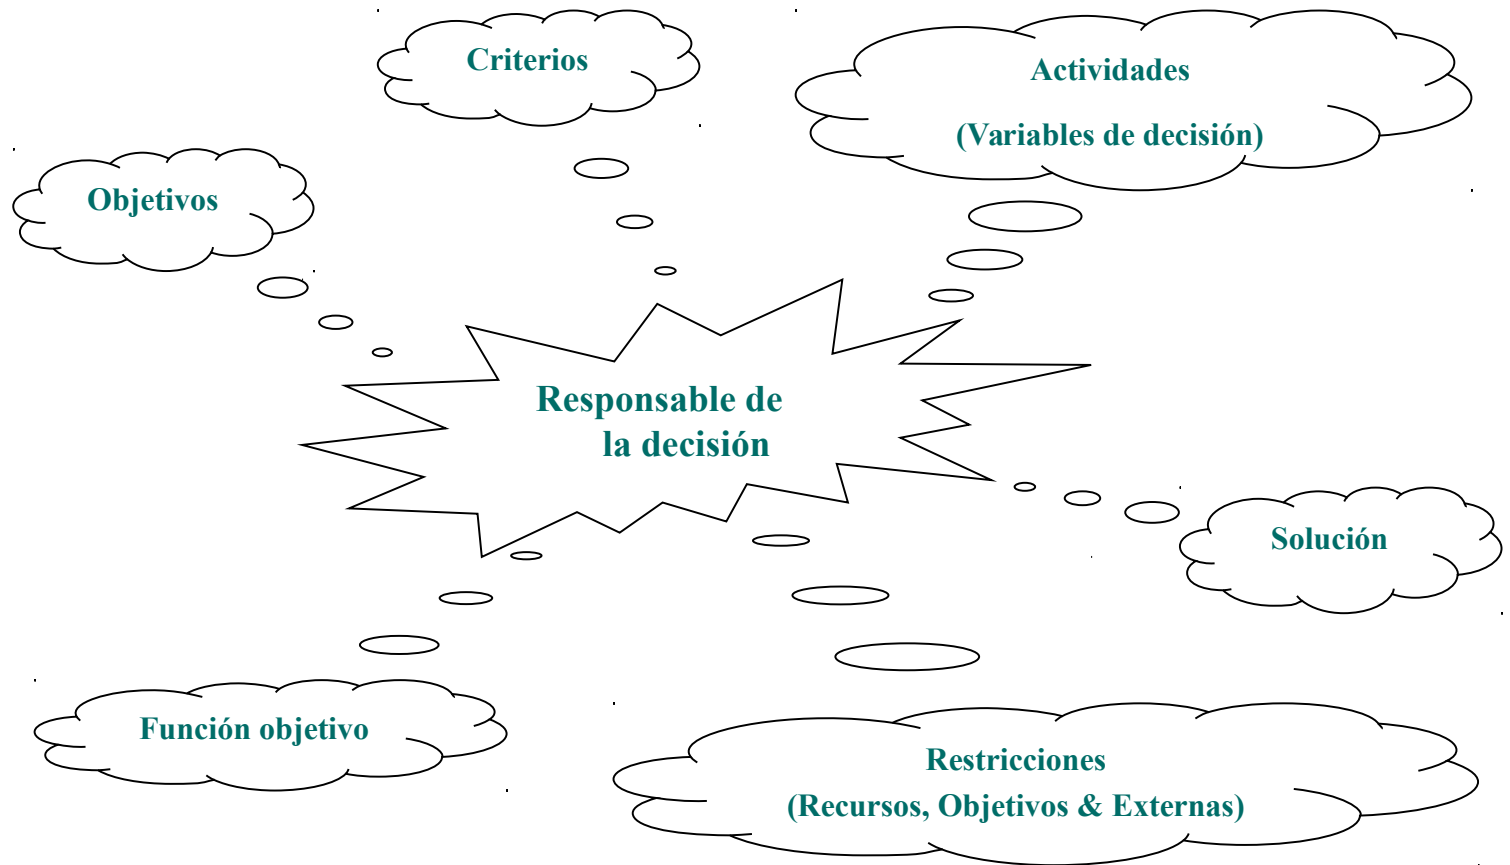 Criterios
Actividades
(Variables de decisión)
Objetivos
Responsable de
la decisión
Solución
Función objetivo
Restricciones
(Recursos, Objetivos & Externas)